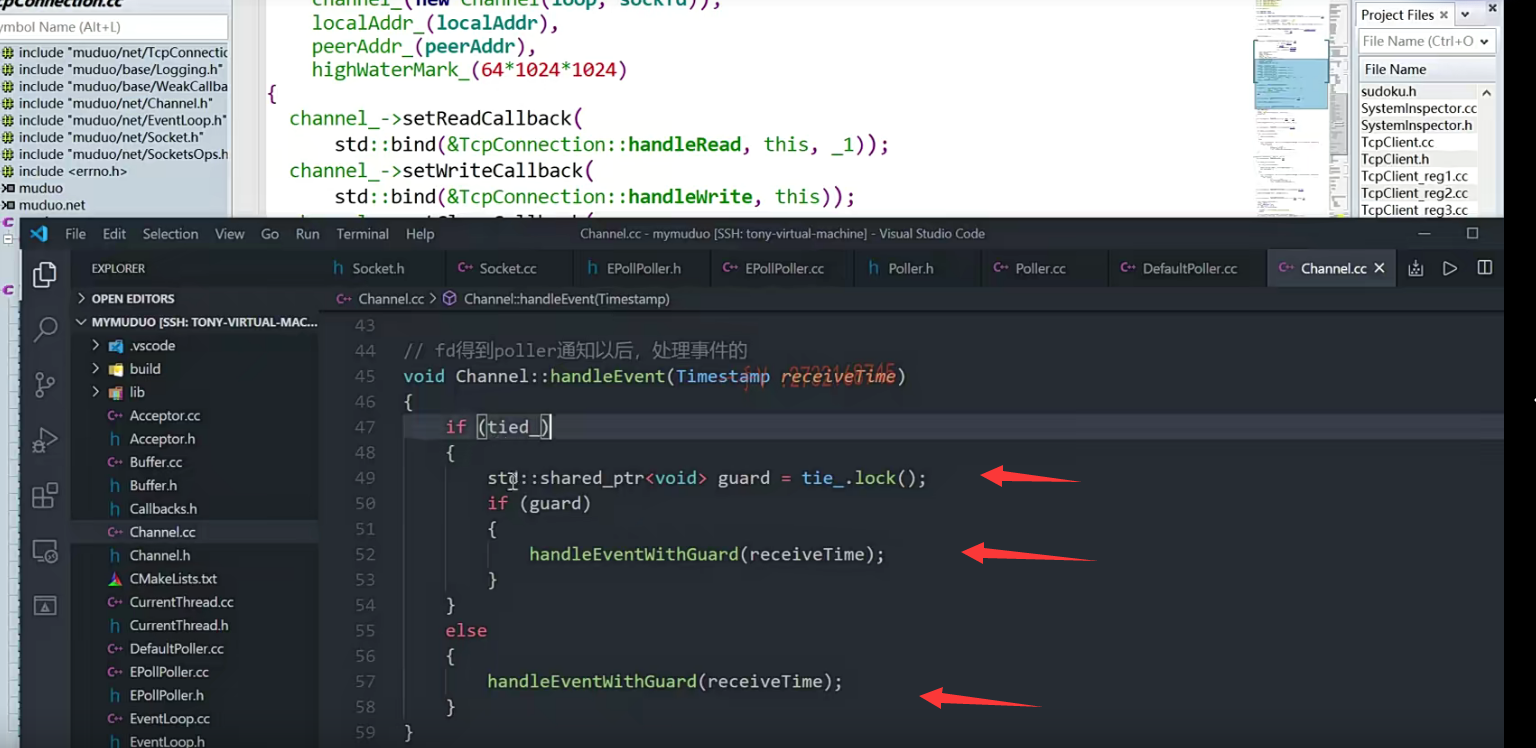 TcpConnection.cc
channel_(new Channel(loop, sockfd)),
ymbol Name (Alt+L)
localAddr_(localAddr),
peerAddr_(peerAddr),
highWaterMark_(64*1024*1024)
{
channel_->setReadCallback(
std::bind(&TcpConnection::handleRead, this, _1));
channel_->setWriteCallback(
std::bind(&TcpConnection::handleWrite, this));
include "muduo/net/TcpConnectic
include "muduo/base/Logging.h"
include "muduo/base/WeakCallba
include "muduo/net/Channel.h"
include "muduo/net/EventLoop.h"
include "muduo/net/Socket.h"
include "muduo/net/SocketsOps.h
include <errno.h>
muduo
muduo.net
Project Files
File Name (Ctrl+O
File Name
sudoku.h
SystemInspector.cc
SystemInspector.h
TcpClient.cc
TcpClient.h
TcpClient_reg1.cc
TcpClient_reg2.cc
TcpClient_reg3.cc
File Edit Selection View Go Run Terminal Help
Channel.cc - mymuduo [SSH: tony-virtual-machine] - Visual Studio Code
EXPLORER
Socket.h Socket.cc EPollPoller.h EPollPoller.cc Poller.h Poller.cc DefaultPoller.cc Channel.cc
OPEN EDITORS
MYMUDUO [SSH: TONY-VIRTUAL-MAC...
.vscode
build
lib
Acceptor.cc
Acceptor.h
Buffer.cc
Buffer.h
Callbacks.h
Channel.cc
Channel.h
CMakeLists.txt
CurrentThread.cc
CurrentThread.h
DefaultPoller.cc
EPollPoller.cc
EPollPoller.h
EventLoop.cc
EventLoop.h
Channel.cc > Channel::handleEvent(Timestamp)
43
44 // fd得到poller通知以后，处理事件的
45 void Channel::handleEvent(Timestamp receiveTime)
46 {
47 if (tied_)
48 {
49 std::shared_ptr<void> guard = tie_.lock();
50 if (guard)
51 {
52 handleEventWithGuard(receiveTime);
53 }
54 }
55 else
56 {
57 handleEventWithGuard(receiveTime);
58 }
59 }